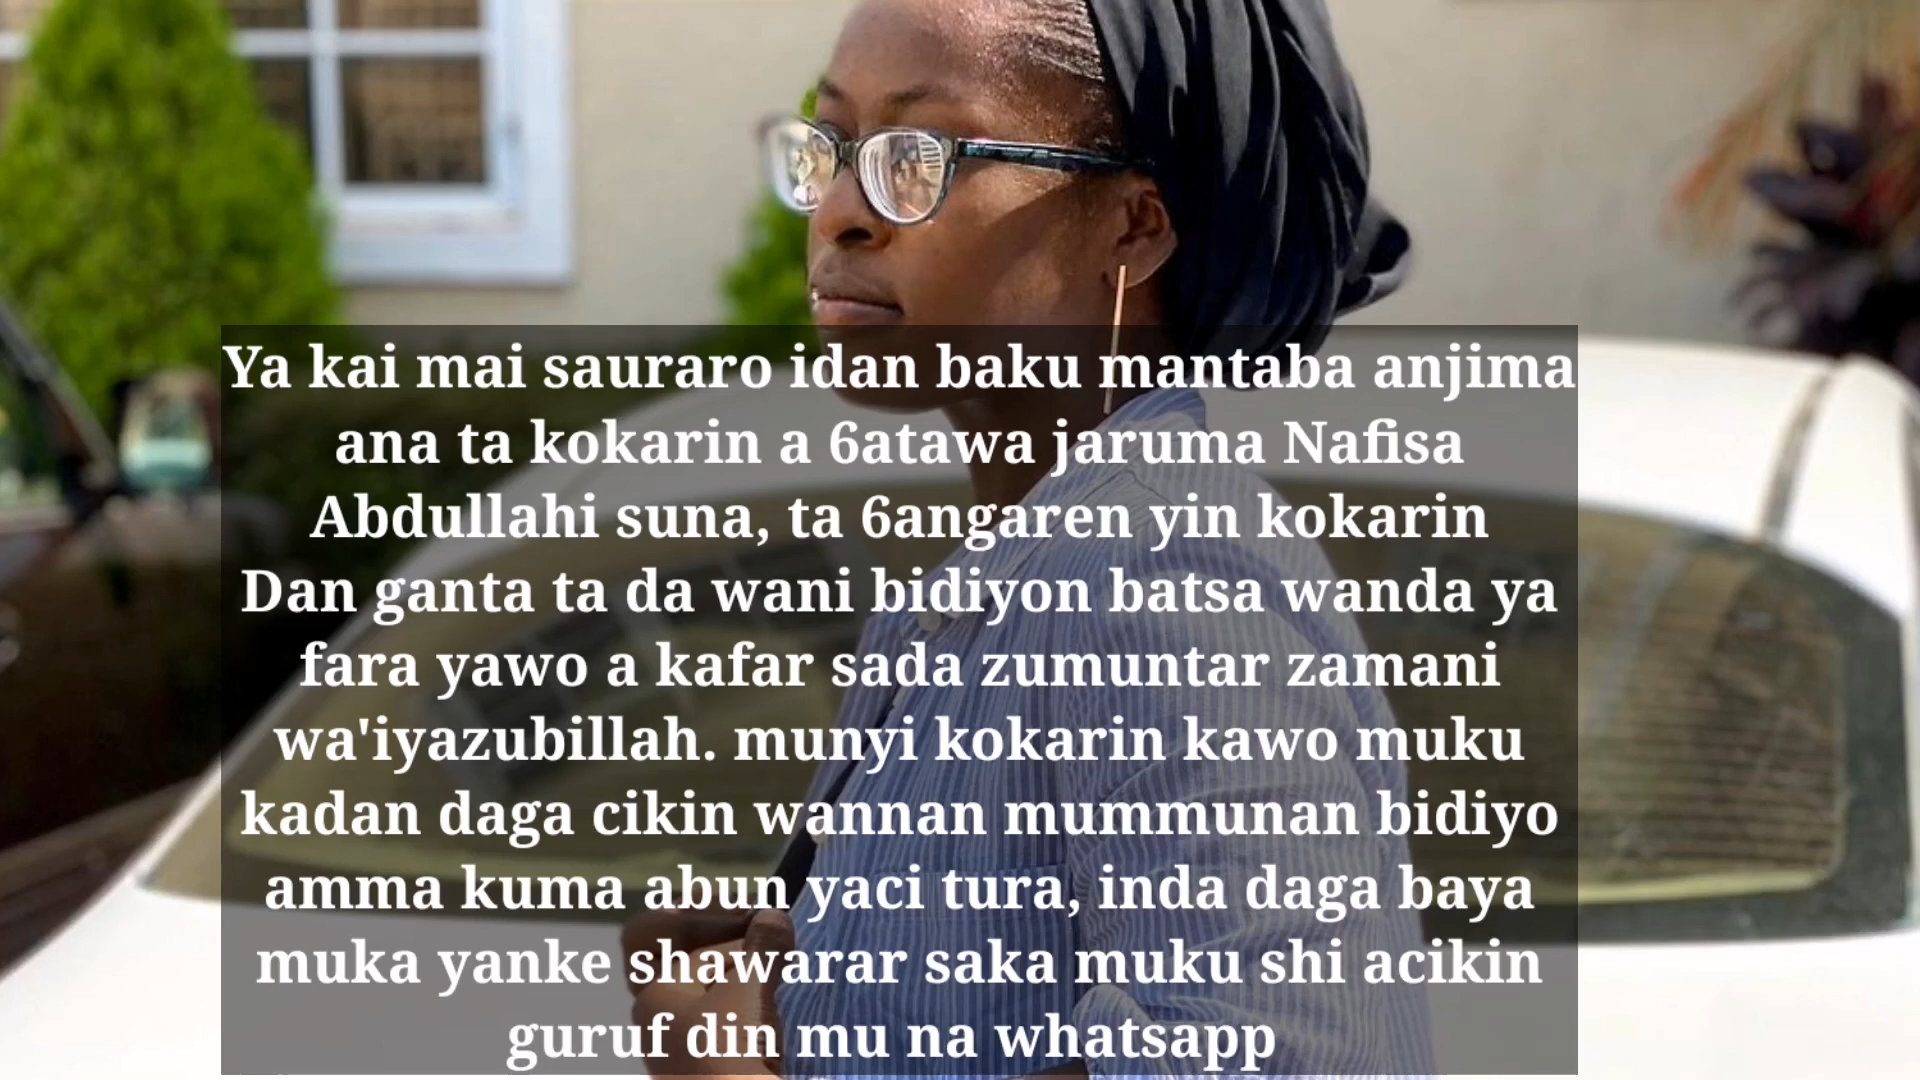 Ya kai mai sauraro idan baku mantaba anjima
ana ta kokarin a 6atawa jaruma Nafisa
Abdullahi suna, ta 6angaren yin kokarin
Dan ganta ta da wani bidiyon batsa wanda ya
fara yawo a kafar sada zumuntar zamani
wa'iyazubillah. munyi kokarin kawo muku
kadan daga cikin wannan mummunan bidiyo
amma kuma abun yaci tura, inda daga baya
muka yanke shawarar saka muku shi acikin
guruf din mu na whatsapp